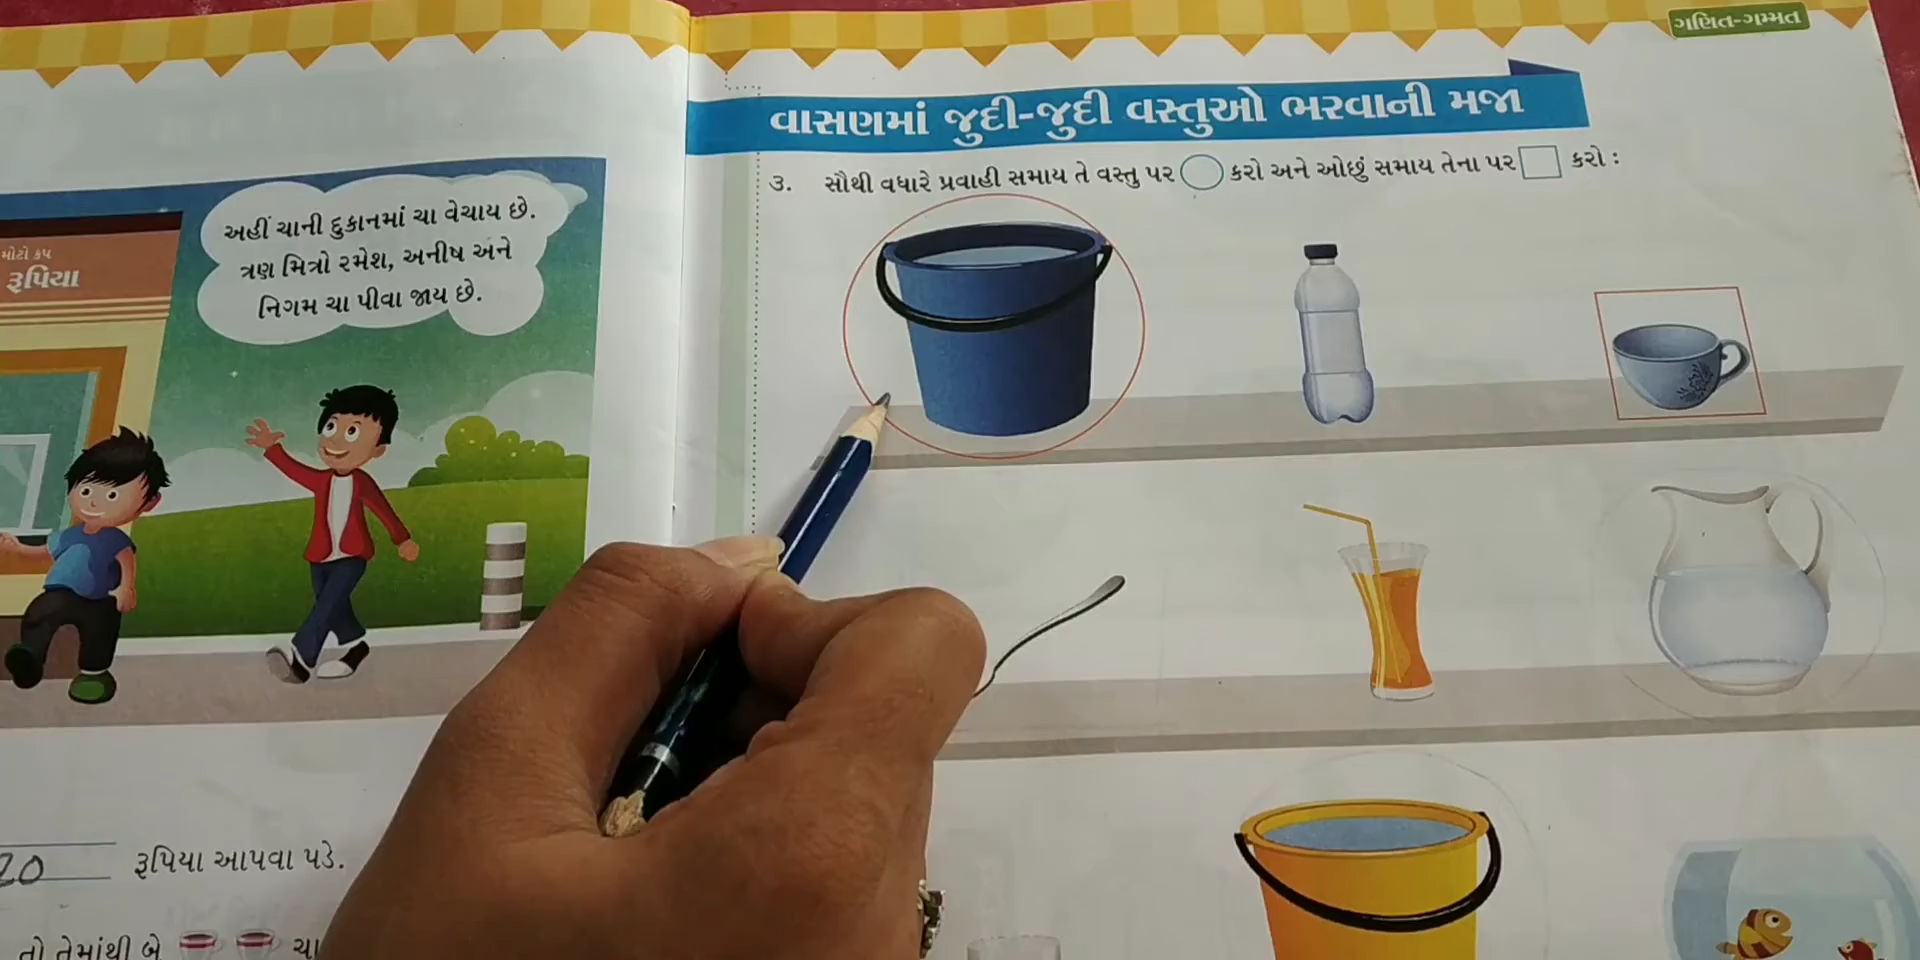 ગણિત-ગમ્મત
મોટો કપ
રૂપિયા
અહીં ચાની દુકાનમાં ચા વેચાય છે.
ત્રણ મિત્રો રમેશ, અનીષ અને
નિગમ ચા પીવા જાય છે.
20 રૂપિયા આપવા પડે.
તો તેમાંથી બે ચા
વાસણમાં જુદી-જુદી વસ્તુઓ ભરવાની મજા
૩. સૌથી વધારે પ્રવાહી સમાય તે વસ્તુ પર કરો અને ઓછું સમાય તેના પર કરો :